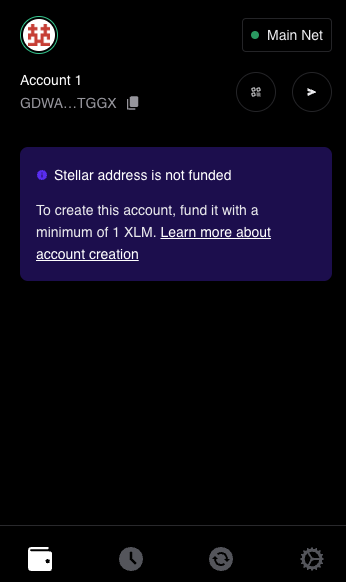 Main Net
Account 1
GDWA...TGGX
Stellar address is not funded
To create this account, fund it with a
minimum of 1 XLM. Learn more about
account creation